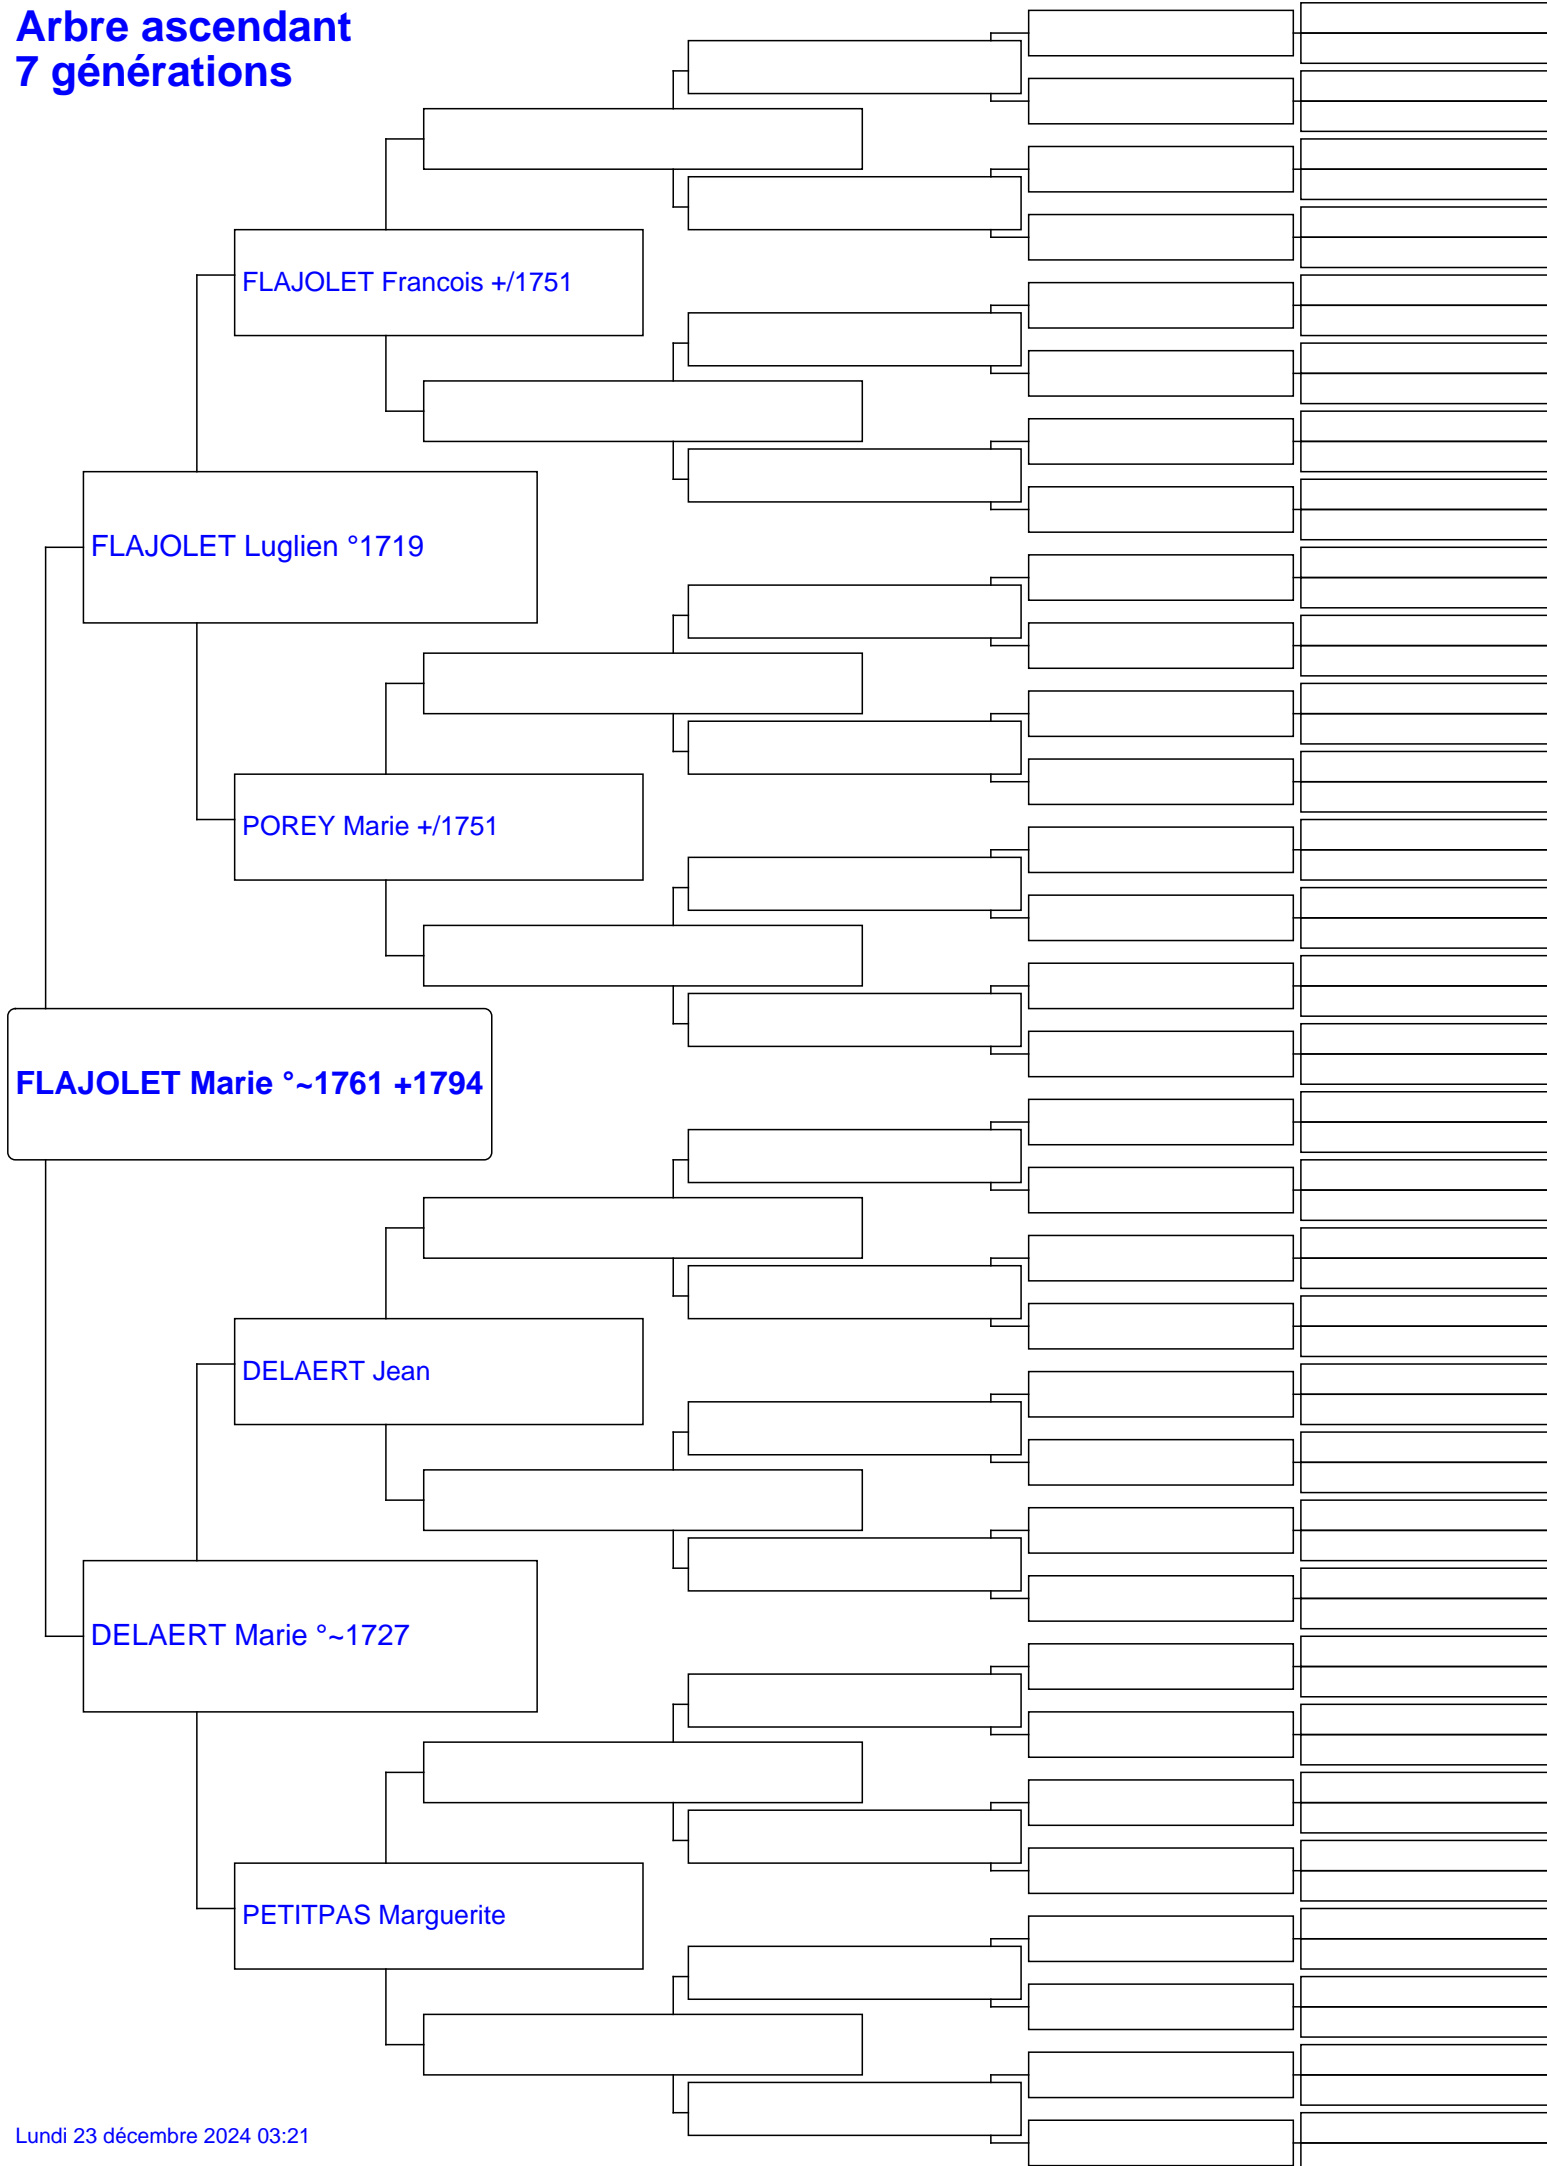 Arbre ascendant
7 générations
FLAJOLET Francois +/1751
FLAJOLET Luglien °1719
POREY Marie +/1751
FLAJOLET Marie °~1761 +1794
DELAERT Jean
DELAERT Marie °~1727
PETITPAS Marguerite
Lundi 23 décembre 2024 03:21